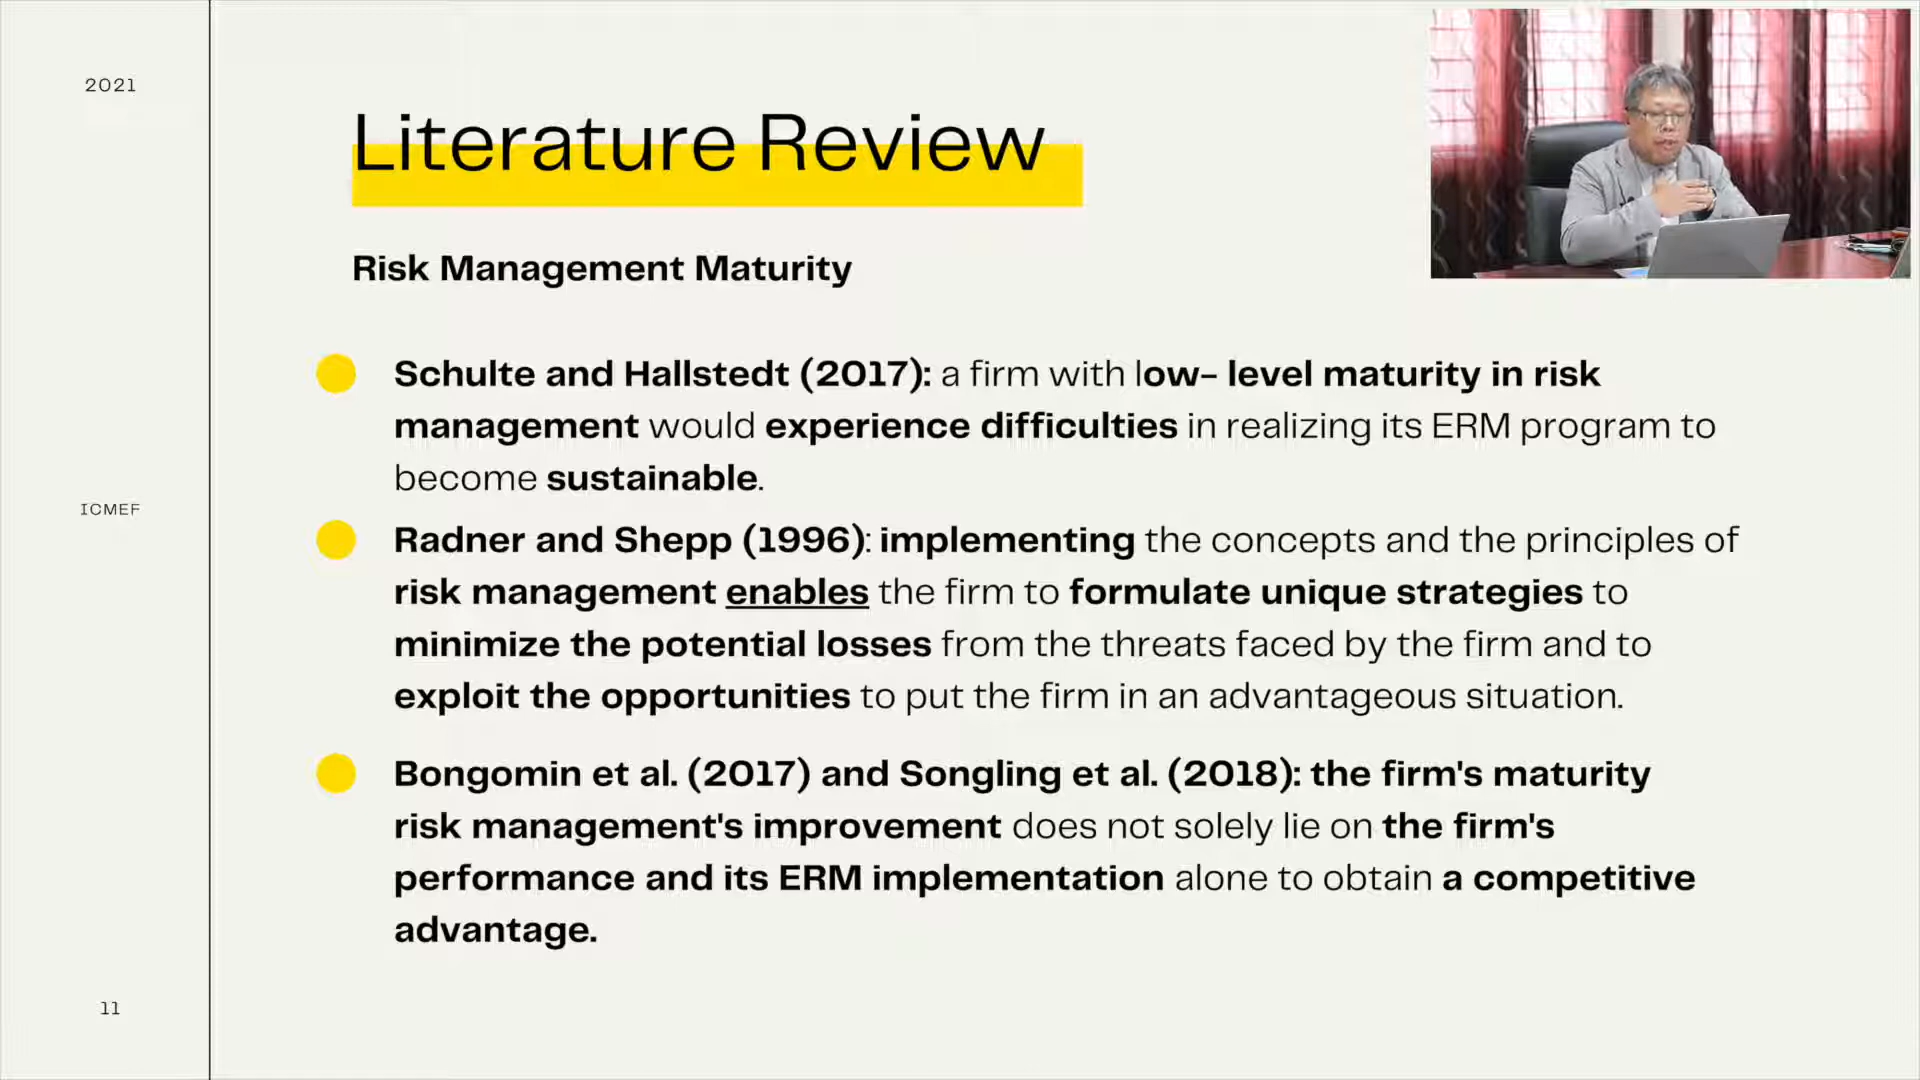 2021
Literature Review
Risk Management Maturity
Schulte and Hallstedt (2017): a firm with low- level maturity in risk
management would experience difficulties in realizing its ERM program to
become sustainable.
ICMEF
Radner and Shepp (1996): implementing the concepts and the principles of
risk management enables the firm to formulate unique strategies to
minimize the potential losses from the threats faced by the firm and to
exploit the opportunities to put the firm in an advantageous situation.
Bongomin et al. (2017) and Songling et al. (2018): the firm's maturity
risk management's improvement does not solely lie on the firm's
performance and its ERM implementation alone to obtain a competitive
advantage.
11